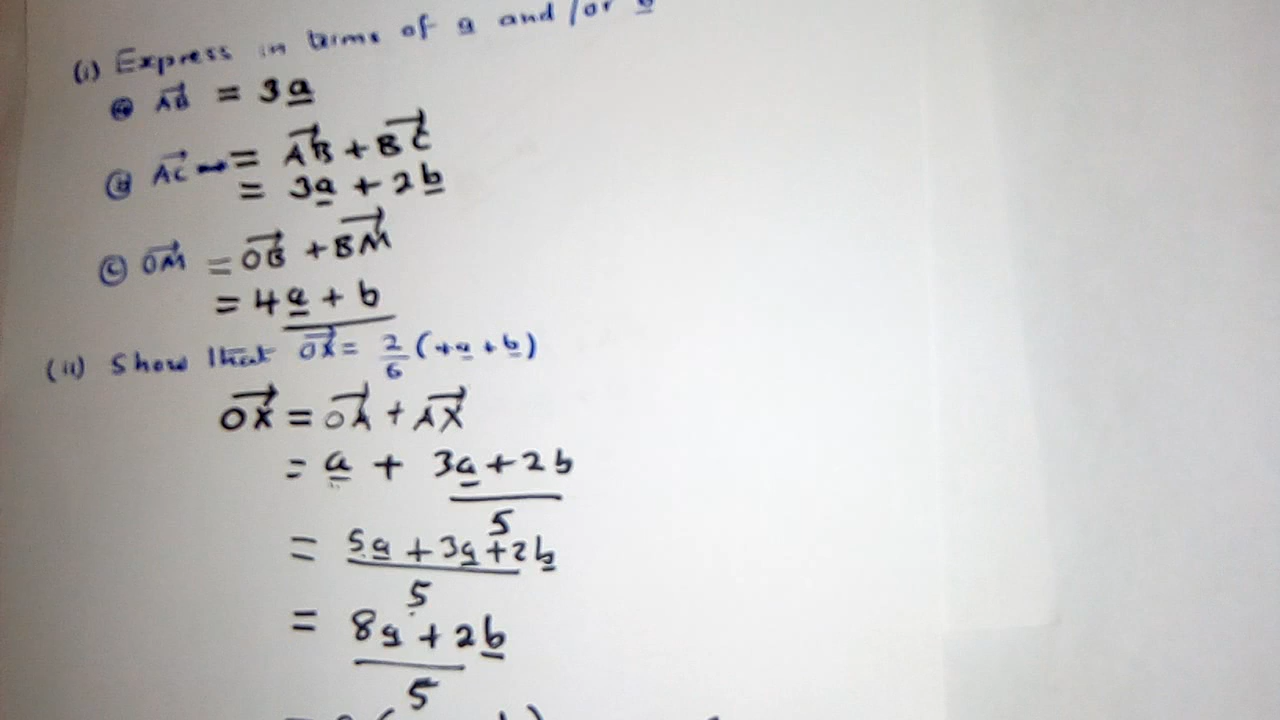 (i) Express in terms of a and/or b
(a) AB = 3a
(b) AC = AB + BC
= 3a + 2b
(c) OM = OB + BM
= 4a + b
(ii) Show that OX = 2/5 (4a + b)
OX = OA + AX
= a + 3a + 2b / 5
= 5a + 3a + 2b / 5
= 8a + 2b / 5